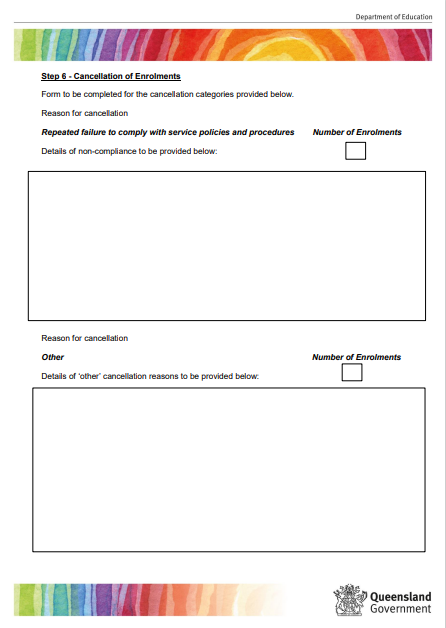 Department of Education
Step 6 - Cancellation of Enrolments
Form to be completed for the cancellation categories provided below.
Reason for cancellation
Repeated failure to comply with service policies and procedures Number of Enrolments
Details of non-compliance to be provided below:
Reason for cancellation
Other Number of Enrolments
Details of 'other' cancellation reasons to be provided below:
Queensland
Government